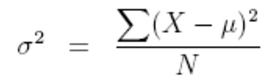 σ² = ∑(X − μ)² / N